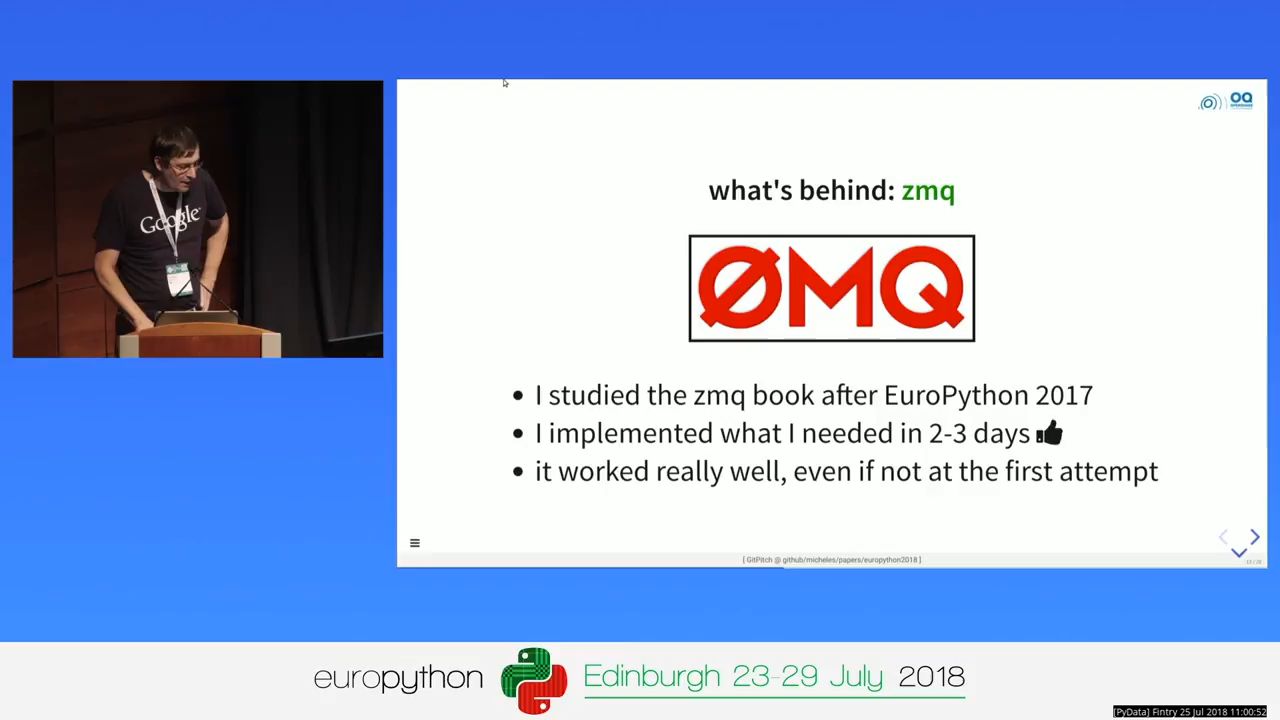 Google
OQ
what's behind: zmq
ØMQ
I studied the zmq book after EuroPython 2017
I implemented what I needed in 2-3 days
it worked really well, even if not at the first attempt
[ GitPitch @ github/micheles/papers/europython2018 ]
europython
Edinburgh 23-29 July 2018
[PyData] Fintry 25 Jul 2018 11:00:52